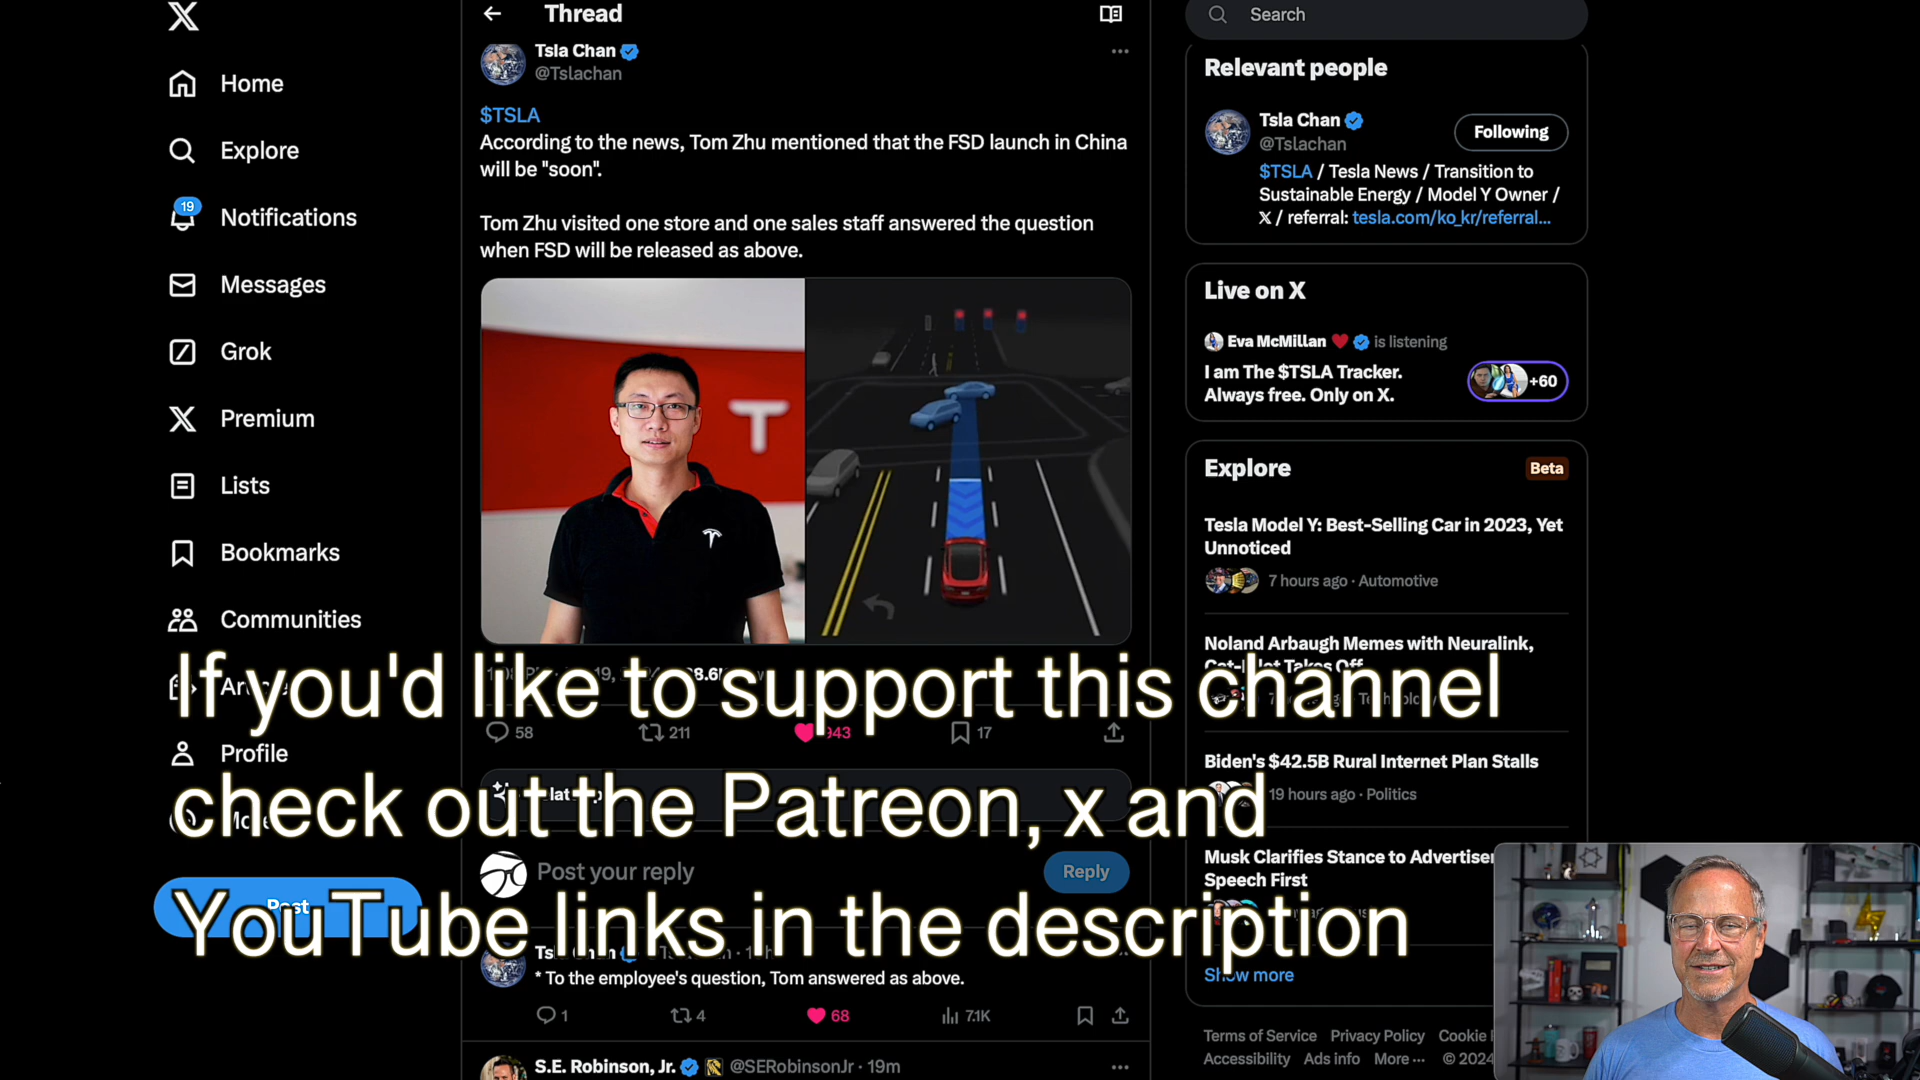 Home
Explore
19
Notifications
Messages
Grok
Premium
Lists
Bookmarks
Communities
Profile
Post
Thread
Tsla Chan
@Tslachan
$TSLA
According to the news, Tom Zhu mentioned that the FSD launch in China
will be "soon".
Tom Zhu visited one store and one sales staff answered the question
when FSD will be released as above.
58
211
943
17
Post your reply
Reply
* To the employee's question, Tom answered as above.
1
4
68
7.1K
S.E. Robinson, Jr. @SERobinsonJr · 19m
Search
Relevant people
Tsla Chan
@Tslachan
Following
$TSLA / Tesla News / Transition to
Sustainable Energy / Model Y Owner /
X / referral: tesla.com/ko_kr/referral...
Live on X
Eva McMillan is listening
I am The $TSLA Tracker.
Always free. Only on X.
+60
Explore
Beta
Tesla Model Y: Best-Selling Car in 2023, Yet
Unnoticed
7 hours ago · Automotive
Noland Arbaugh Memes with Neuralink,
Takes Off
Biden's $42.5B Rural Internet Plan Stalls
19 hours ago · Politics
Musk Clarifies Stance to
Speech First
Show more
Terms of Service Privacy Policy Cookie
Accessibility Ads info More ··· © 2024
If you'd like to support this channel
check out the Patreon, x and
YouTube links in the description